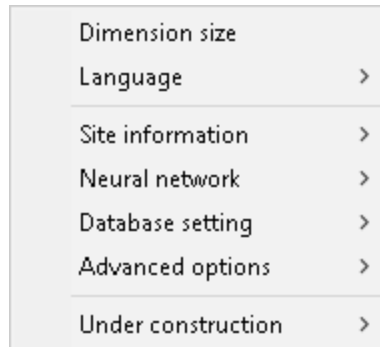 Dimension size
Language
Site information
Neural network
Database setting
Advanced options
Under construction